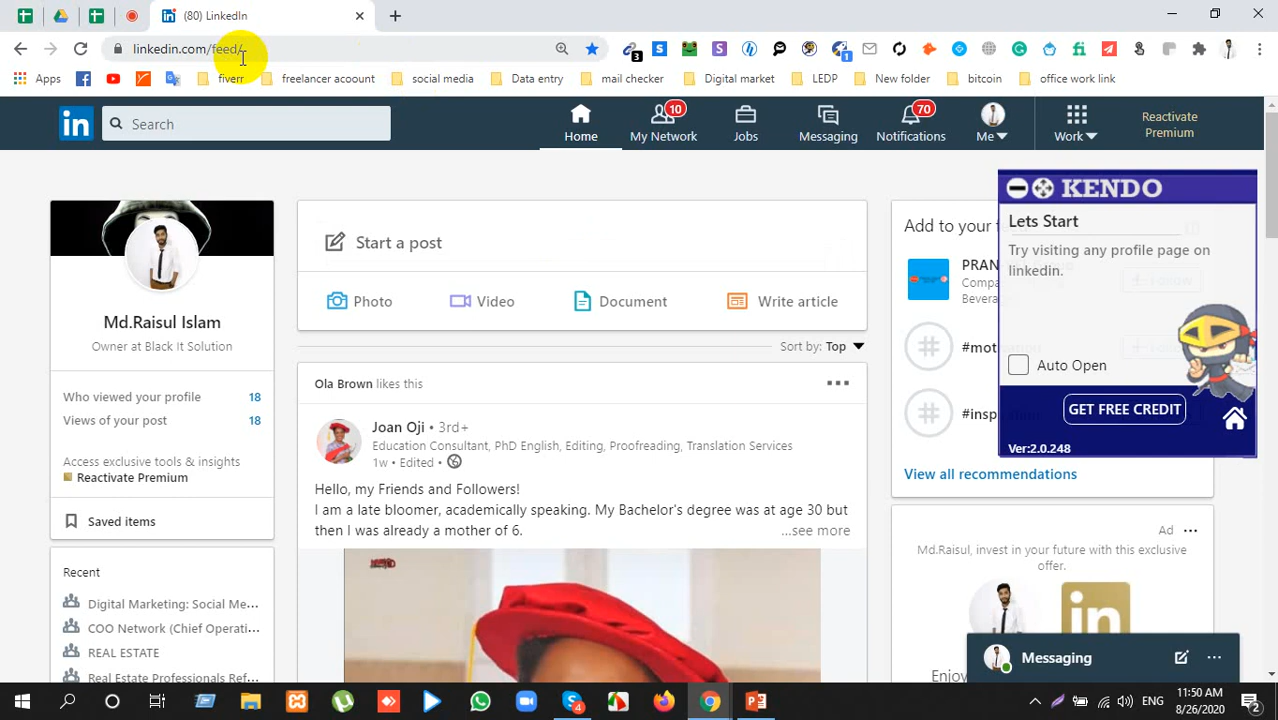 (80) LinkedIn
linkedin.com/feed/
3
1
Apps
fiverr
freelancer acoount
social media
Data entry
mail checker
Digital market
LEDP
New folder
bitcoin
office work link
in
Search
Home
10
My Network
Jobs
Messaging
70
Notifications
Me
Work
Reactivate
Premium
Md.Raisul Islam
Owner at Black It Solution
Who viewed your profile 18
Views of your post 18
Access exclusive tools & insights
Reactivate Premium
Saved items
Recent
Digital Marketing: Social Me...
COO Network (Chief Operati...
REAL ESTATE
Real Estate Professionals Ref...
Start a post
Photo
Video
Document
Write article
Sort by: Top
Ola Brown likes this
Joan Oji • 3rd+
Education Consultant, PhD English, Editing, Proofreading, Translation Services
1w • Edited •
Hello, my Friends and Followers!
I am a late bloomer, academically speaking. My Bachelor's degree was at age 30 but
then I was already a mother of 6.
...see more
Add to your
PRAN
Compa
Bevera
#mot
#insp
View all recommendations
KENDO
Lets Start
Try visiting any profile page on
linkedin.
Auto Open
GET FREE CREDIT
Ver:2.0.248
Ad
Md.Raisul, invest in your future with this exclusive
offer.
in
Messaging
4
ENG
11:50 AM
8/26/2020
2